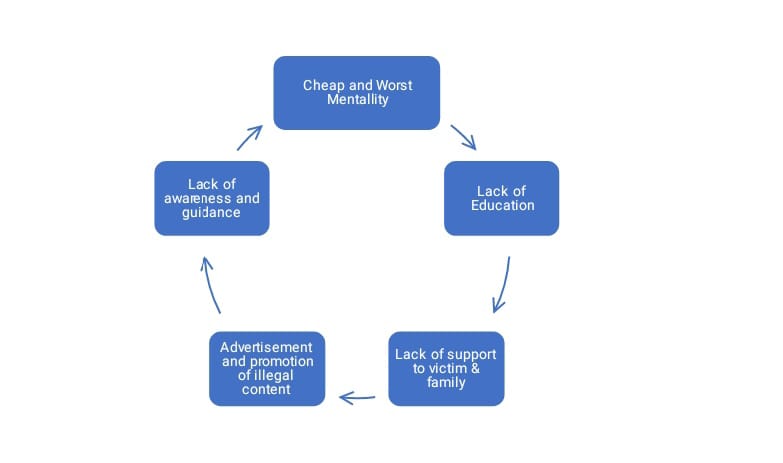 Cheap and Worst
Mentallity
Lack of
Education
Lack of support
to victim &
family
Advertisement
and promotion
of illegal
content
Lack of
awareness and
guidance